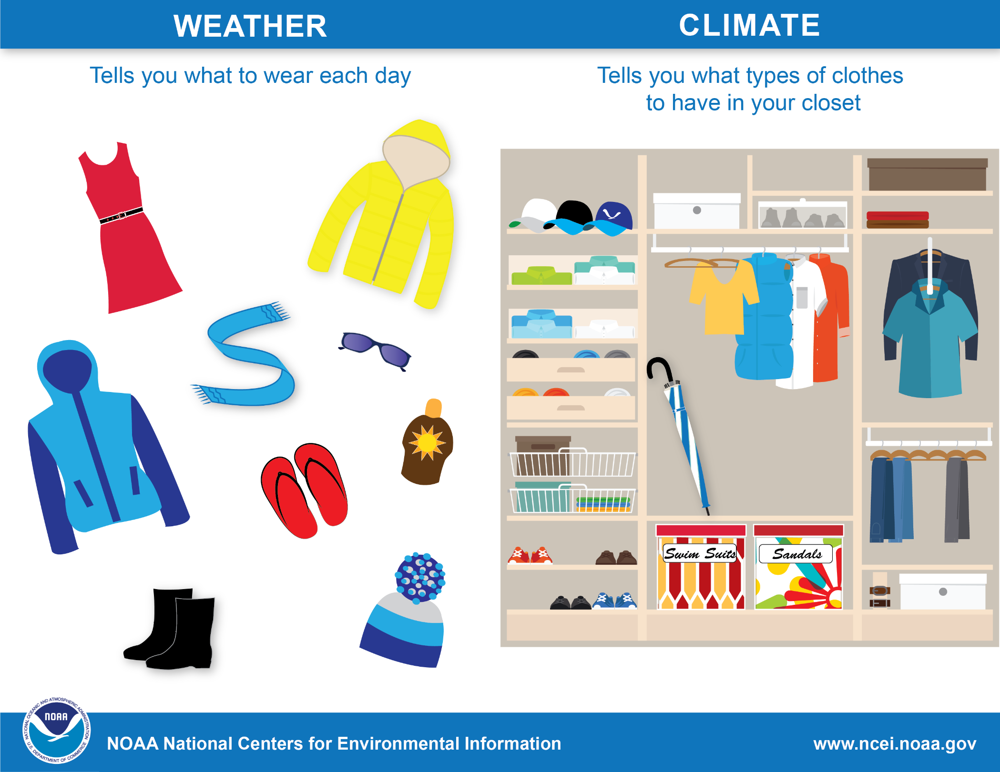 WEATHER
Tells you what to wear each day
CLIMATE
Tells you what types of clothes
to have in your closet
Swim Suits
Sandals
NATIONAL OCEANIC AND ATMOSPHERIC ADMINISTRATION
NOAA
U.S. DEPARTMENT OF COMMERCE
NOAA National Centers for Environmental Information
www.ncei.noaa.gov